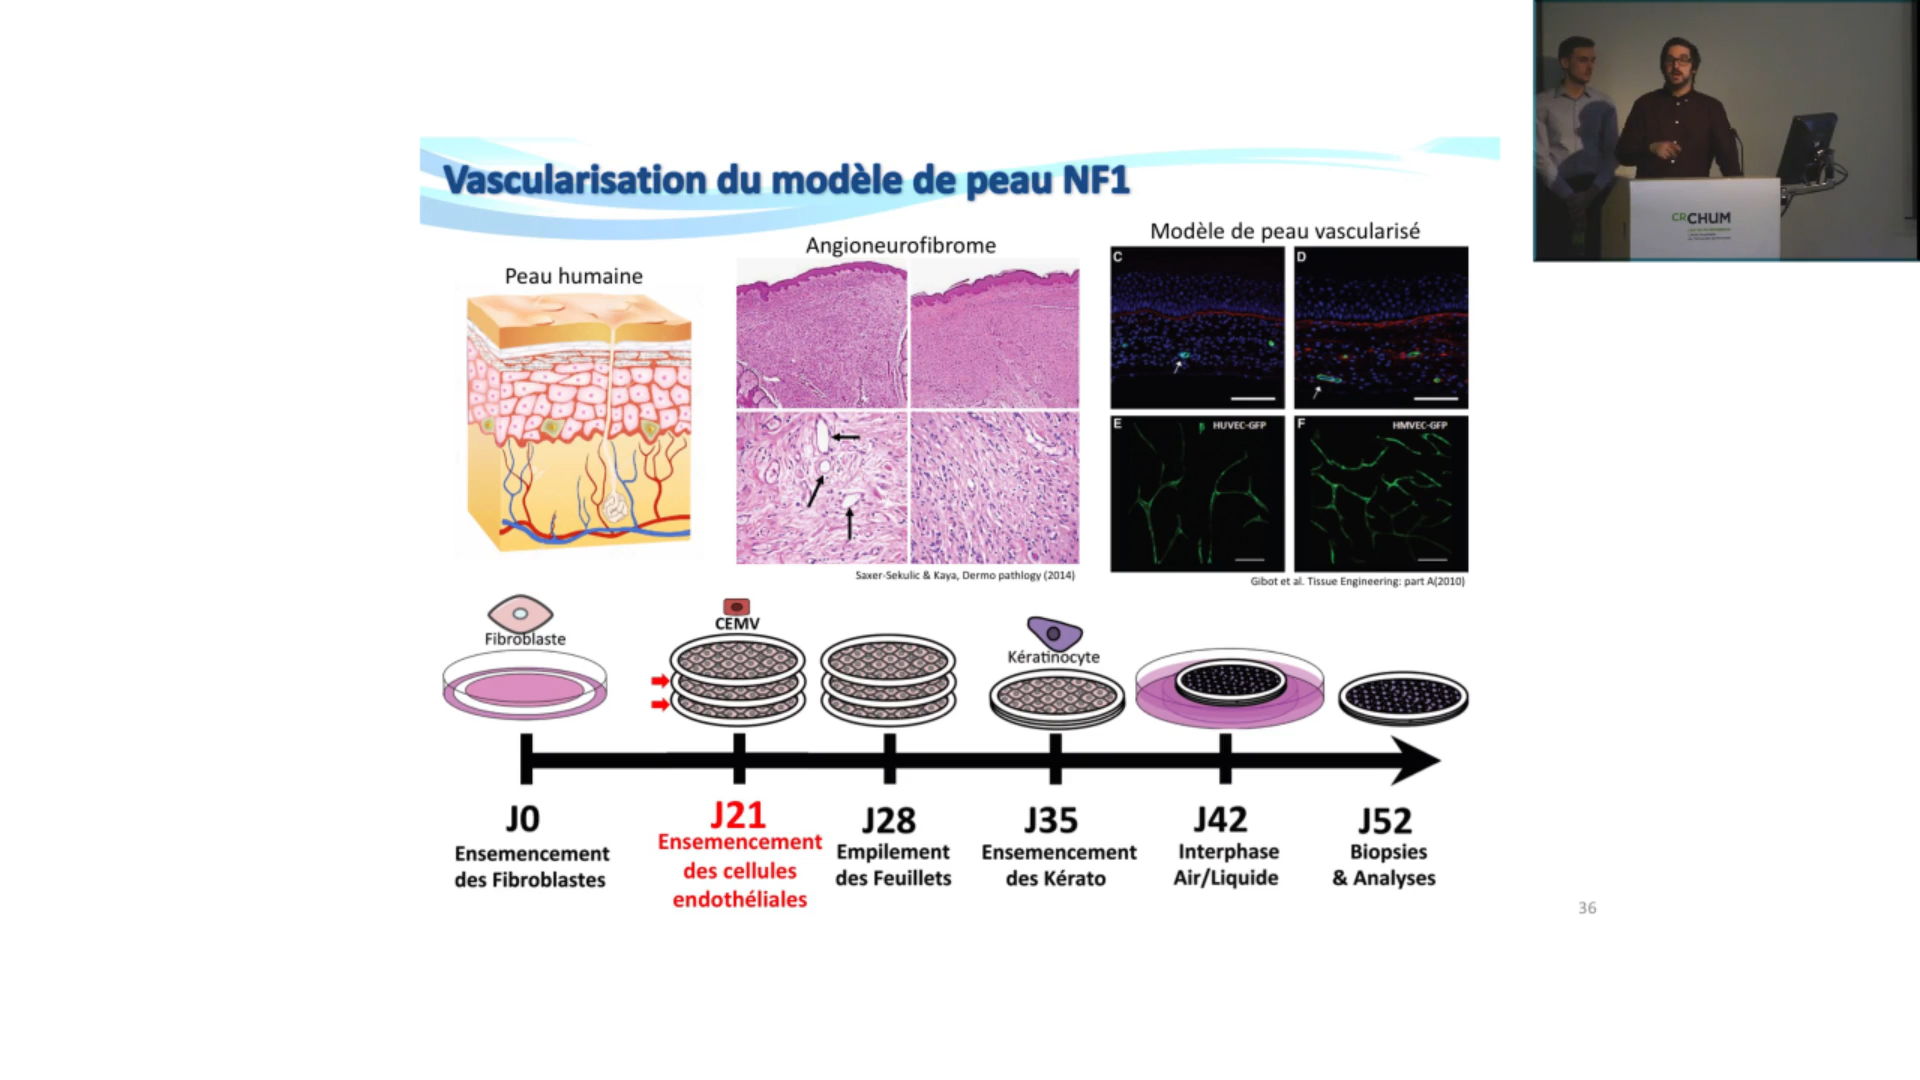 Vascularisation du modèle de peau NF1
Peau humaine
Angioneurofibrome
Modèle de peau vascularisé
C
D
E
HUVEC-GFP
F
HMVEC-GFP
Saxer-Sekulic & Kaya, Dermo pathlogy (2014)
Gibot et al. Tissue Engineering: part A(2010)
Fibroblaste
CEMV
Kératinocyte
J0
Ensemencement
des Fibroblastes
J21
Ensemencement
des cellules
endothéliales
J28
Empilement
des Feuillets
J35
Ensemencement
des Kérato
J42
Interphase
Air/Liquide
J52
Biopsies
& Analyses
36
CRCHUM